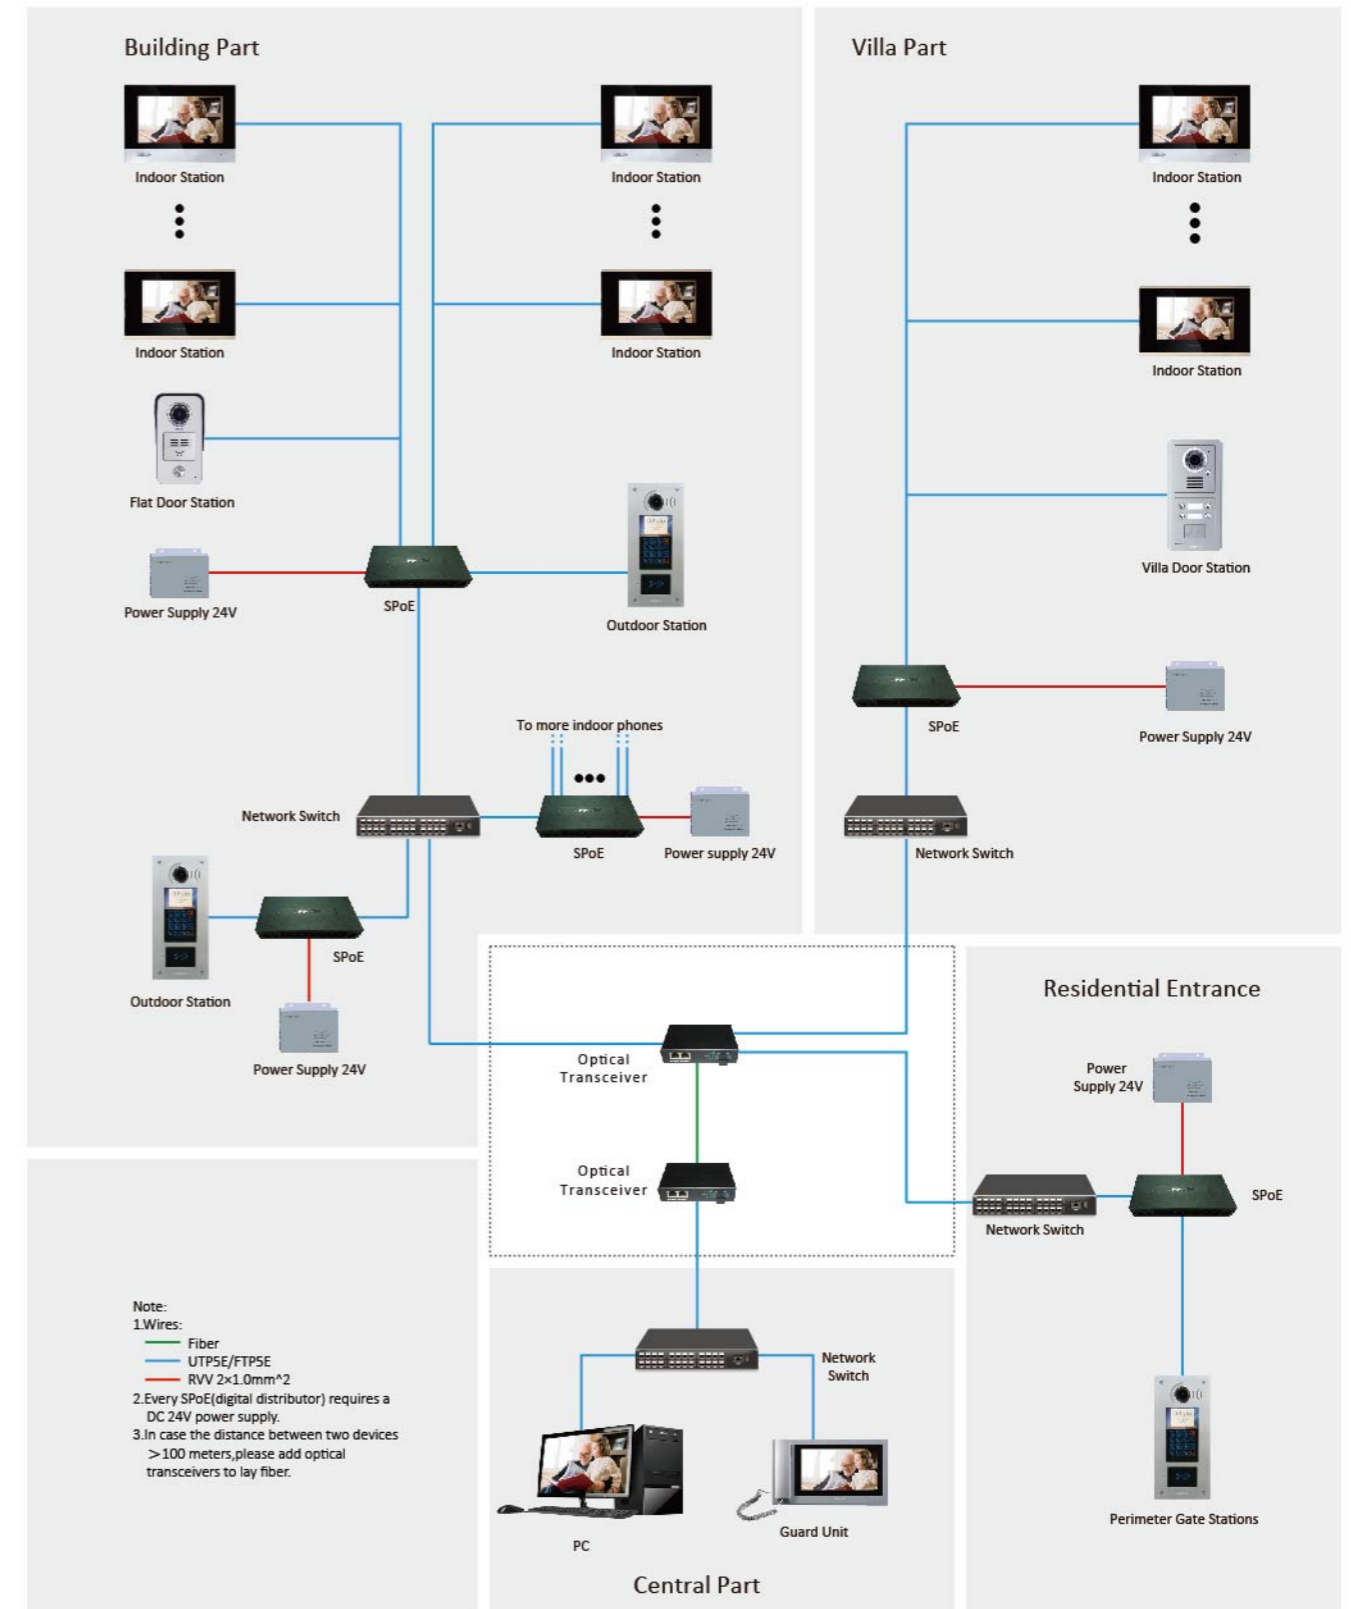 Building Part
Indoor Station
Indoor Station
Indoor Station
Indoor Station
Flat Door Station
Power Supply 24V
SPoE
Outdoor Station
To more indoor phones
Network Switch
SPoE
Power supply 24V
SPoE
Outdoor Station
Power Supply 24V
Villa Part
Indoor Station
Indoor Station
Villa Door Station
SPoE
Power Supply 24V
Network Switch
Optical
Transceiver
Optical
Transceiver
Residential Entrance
Power
Supply 24V
SPoE
Network Switch
Perimeter Gate Stations
Note:
1.Wires:
Fiber
UTP5E/FTP5E
RVV 2×1.0mm^2
2.Every SPoE(digital distributor) requires a
DC 24V power supply.
3.In case the distance between two devices
＞100 meters,please add optical
transceivers to lay fiber.
Network
Switch
PC
Guard Unit
Central Part